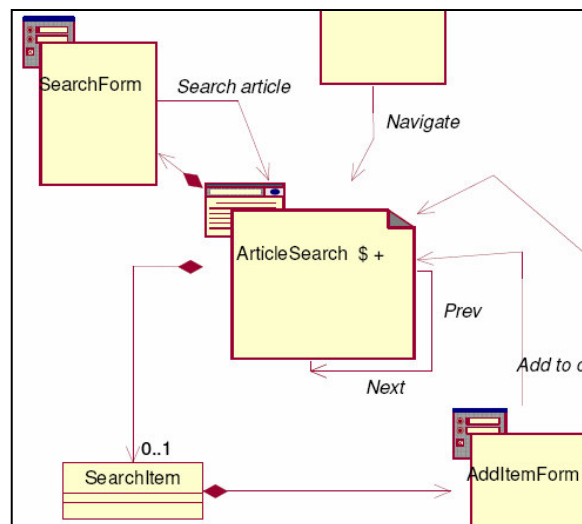 SearchForm
Search article
Navigate
ArticleSearch $ +
Prev
Next
Add to
0..1
SearchItem
AddItemForm